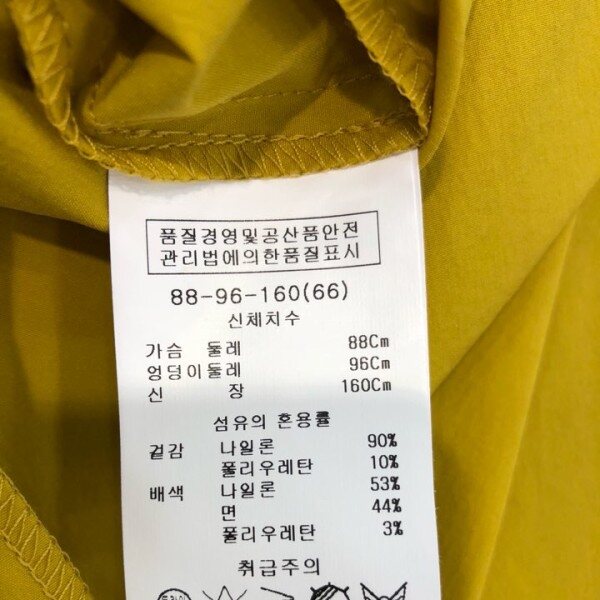 품질경영및공산품안전
관리법에의한품질표시
88-96-160(66)
신체치수
가슴 둘레 88Cm
엉덩이둘레 96Cm
신 장 160Cm
섬유의 혼용률
겉감 나일론 90%
폴리우레탄 10%
배색 나일론 53%
면 44%
폴리우레탄 3%
취급주의